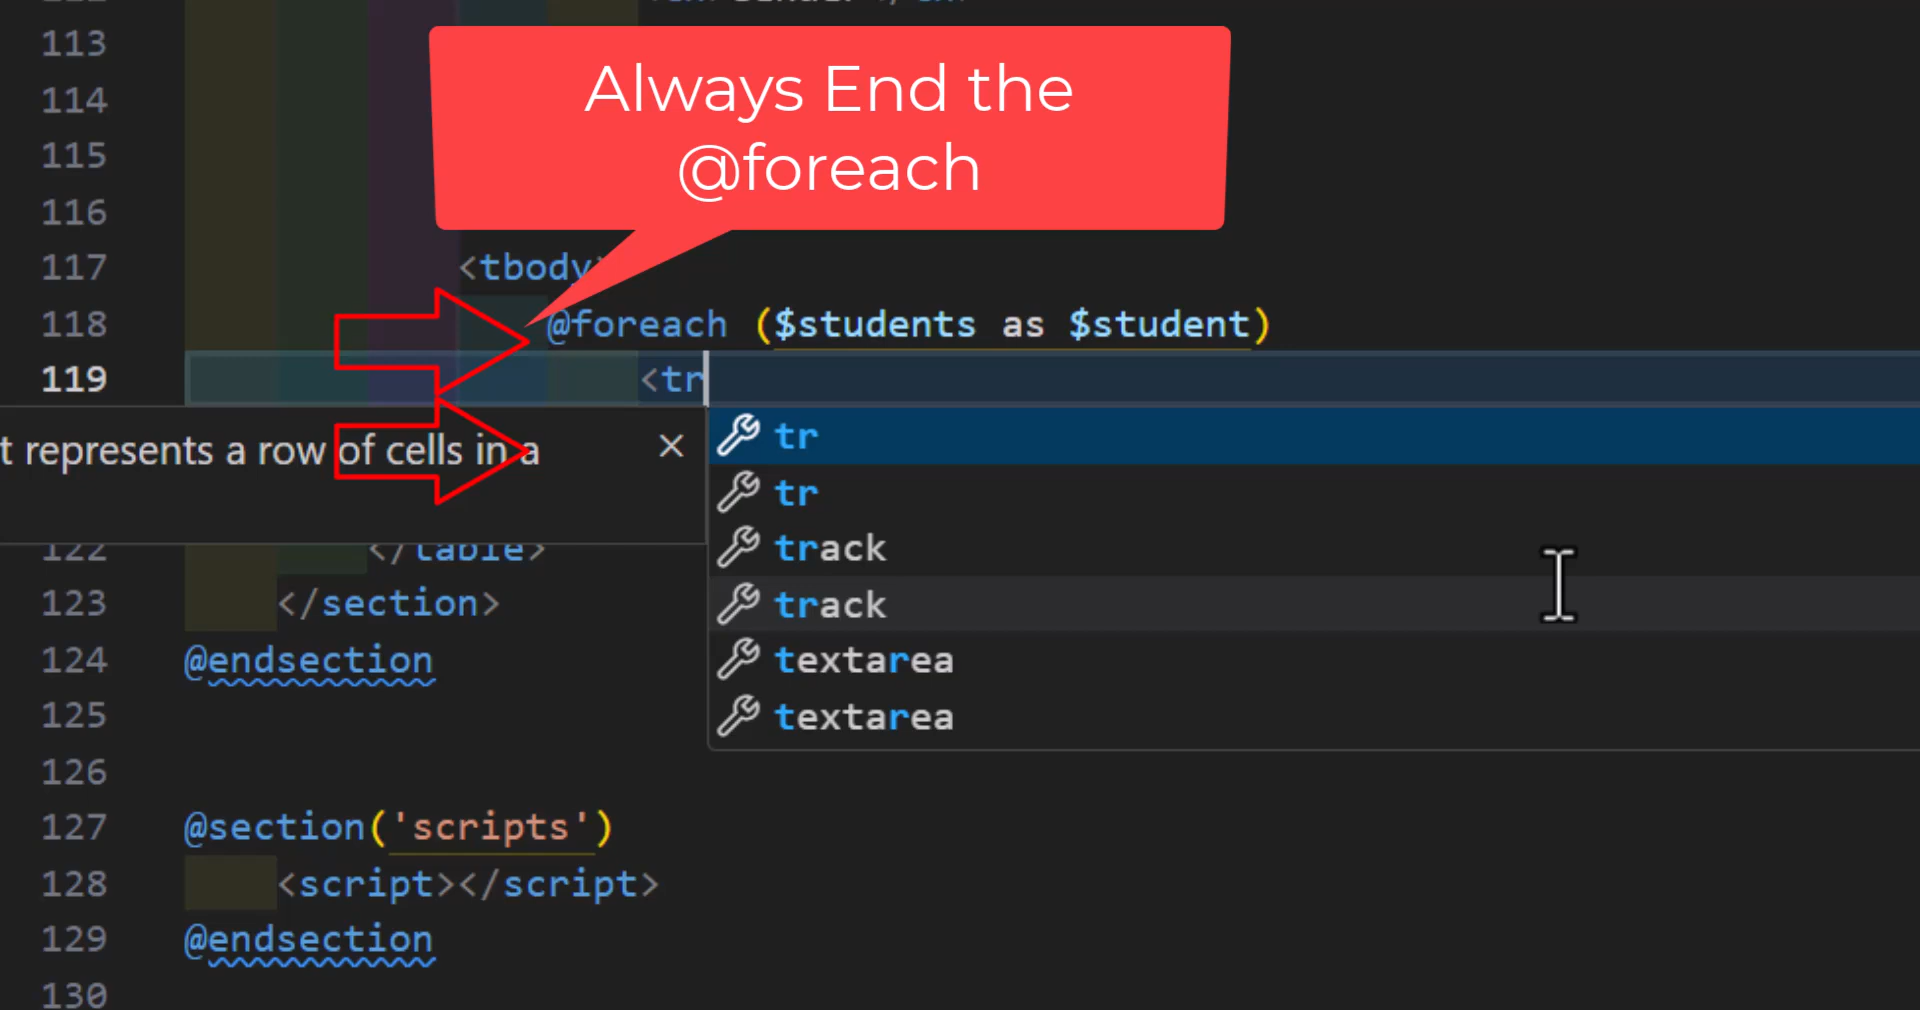 113
Always End the
@foreach
114
115
116
117 <tbody
118 @foreach ($students as $student)
119 <tr
t represents a row of cells in a ×
tr
tr
track
track
textarea
textarea
122 </table>
123 </section>
124 @endsection
125
126
127 @section('scripts')
128 <script></script>
129 @endsection
130